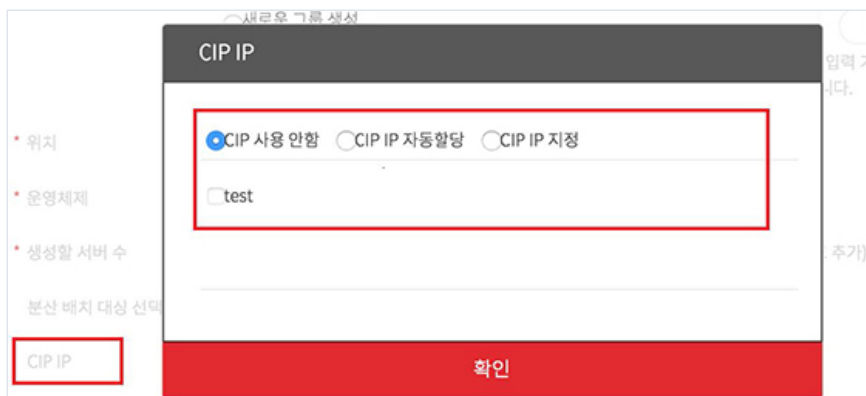 새로운 그룹 생성
CIP IP
입력
니다.
* 위치
CIP 사용 안함 CIP IP 자동할당 CIP IP 지정
* 운영체제
test
* 생성할 서버 수
추가)
분산 배치 대상 선택
CIP IP
확인